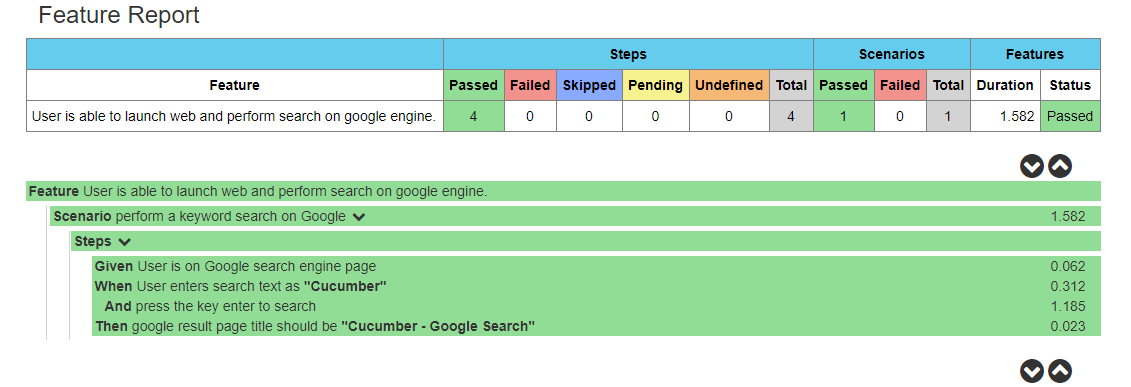 Feature Report
Steps Scenarios Features
Feature Passed Failed Skipped Pending Undefined Total Passed Failed Total Duration Status
User is able to launch web and perform search on google engine. 4 0 0 0 0 4 1 0 1 1.582 Passed
Feature User is able to launch web and perform search on google engine.
Scenario perform a keyword search on Google 1.582
Steps
Given User is on Google search engine page 0.062
When User enters search text as "Cucumber" 0.312
And press the key enter to search 1.185
Then google result page title should be "Cucumber - Google Search" 0.023